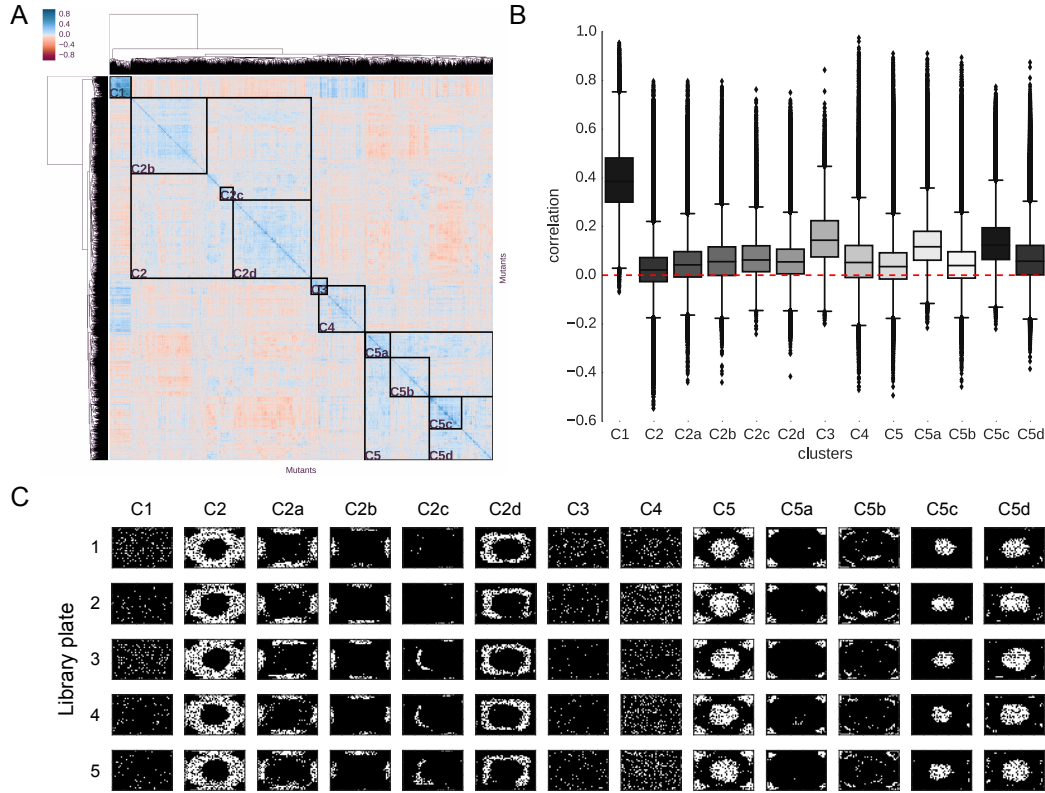 A
0.8
0.4
0.0
−0.4
−0.8
C1
C2b
C2c
C2
C2d
C3
C4
C5a
C5b
C5c
C5
C5d
Mutants
Mutants
B
1.0
0.8
0.6
0.4
0.2
0.0
−0.2
−0.4
−0.6
correlation
C1 C2 C2a C2b C2c C2d C3 C4 C5 C5a C5b C5c C5d
clusters
C
C1 C2 C2a C2b C2c C2d C3 C4 C5 C5a C5b C5c C5d
Library plate
1
2
3
4
5